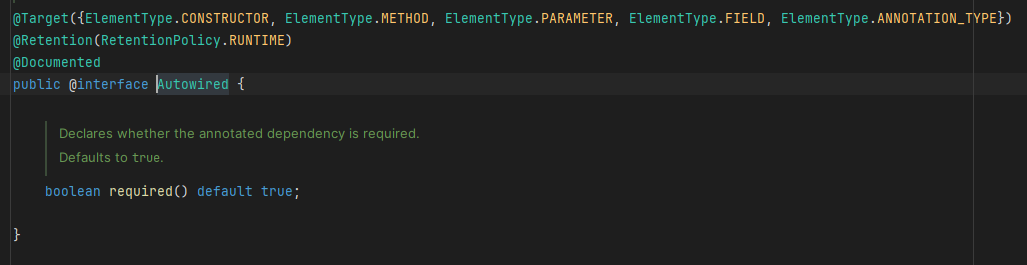 @Target({ElementType.CONSTRUCTOR, ElementType.METHOD, ElementType.PARAMETER, ElementType.FIELD, ElementType.ANNOTATION_TYPE})
@Retention(RetentionPolicy.RUNTIME)
@Documented
public @interface Autowired {
Declares whether the annotated dependency is required.
Defaults to true.
boolean required() default true;
}